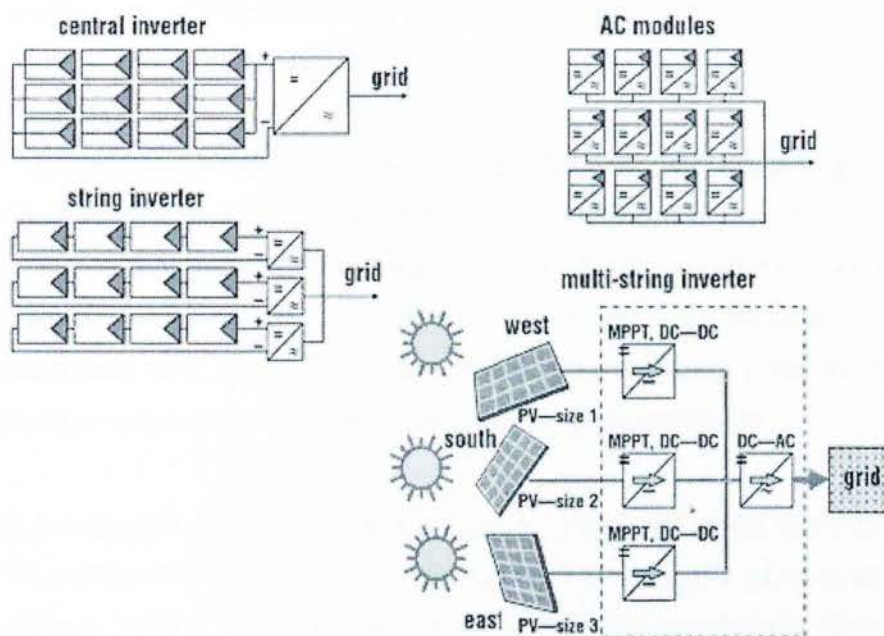 central inverter
+
grid
−
AC modules
grid
string inverter
+
−
+
−
grid
+
−
multi-string inverter
west
MPPT, DC—DC
PV—size 1
south
MPPT, DC—DC
DC—AC
grid
PV—size 2
MPPT, DC—DC
east
PV—size 3